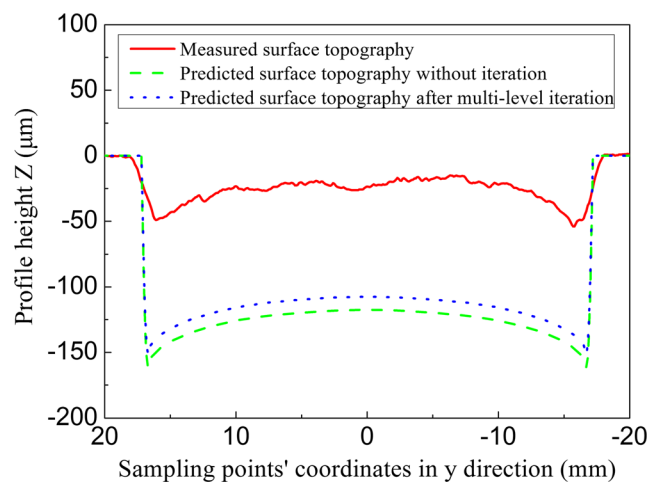 100
50
0
-50
-100
-150
-200
Profile height Z (μm)
Measured surface topography
Predicted surface topography without iteration
Predicted surface topography after multi-level iteration
20 10 0 -10 -20
Sampling points' coordinates in y direction (mm)